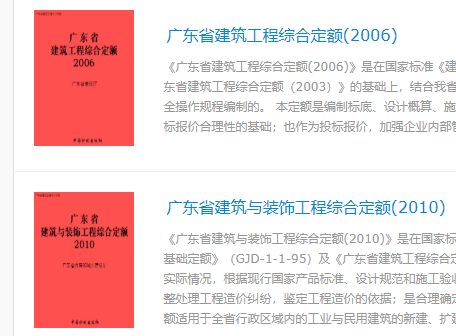 广东省
建筑工程综合定额
2006
广东省建筑工程综合定额(2006)
《广东省建筑工程综合定额(2006)》是在国家标准《建
东省建筑工程综合定额（2003）》的基础上，结合我省
全操作规程编制的。 本定额是编制标底、设计概算、施
标报价合理性的基础；也作为投标报价，加强企业内部管
广东省
建筑与装饰工程综合定额
2010
广东省建筑与装饰工程综合定额(2010)
《广东省建筑与装饰工程综合定额(2010)》是在国家标
基础定额》（GJD-1-1-95）及《广东省建筑工程综合定
实际情况，根据现行国家产品标准、设计规范和施工验收
整处理工程造价纠纷，鉴定工程造价的依据；是合理确定
额适用于全省行政区域内的工业与民用建筑的新建、扩建